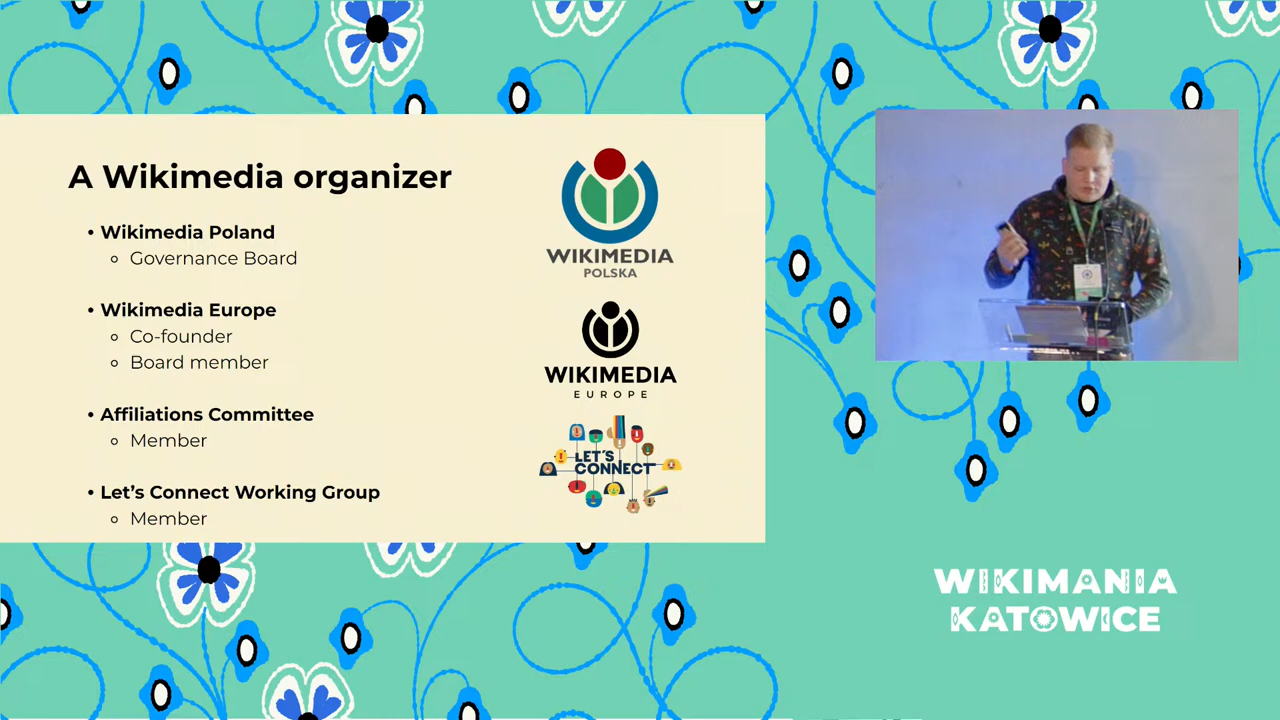 A Wikimedia organizer
• Wikimedia Poland
Governance Board
• Wikimedia Europe
Co-founder
Board member
• Affiliations Committee
Member
• Let’s Connect Working Group
Member
WIKIMEDIA
POLSKA
WIKIMEDIA
EUROPE
LET'S
CONNECT
WIKIMANIA
KATOWICE